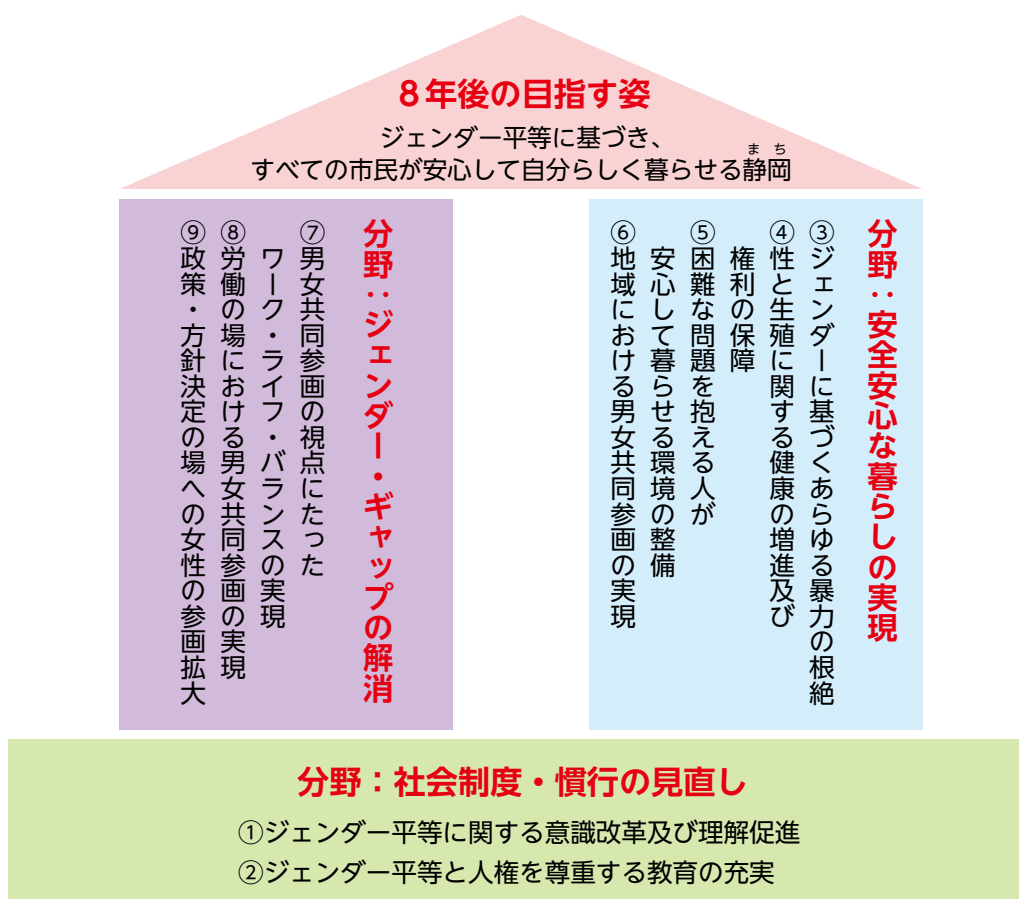 8年後の目指す姿
ジェンダー平等に基づき、
まち
すべての市民が安心して自分らしく暮らせる静岡
分野：安全安心な暮らしの実現
③ジェンダーに基づくあらゆる暴力の根絶
④性と生殖に関する健康の増進及び
権利の保障
⑤困難な問題を抱える人が
安心して暮らせる環境の整備
⑥地域における男女共同参画の実現
分野：ジェンダー・ギャップの解消
⑦男女共同参画の視点にたった
ワーク・ライフ・バランスの実現
⑧労働の場における男女共同参画の実現
⑨政策・方針決定の場への女性の参画拡大
分野：社会制度・慣行の見直し
①ジェンダー平等に関する意識改革及び理解促進
②ジェンダー平等と人権を尊重する教育の充実